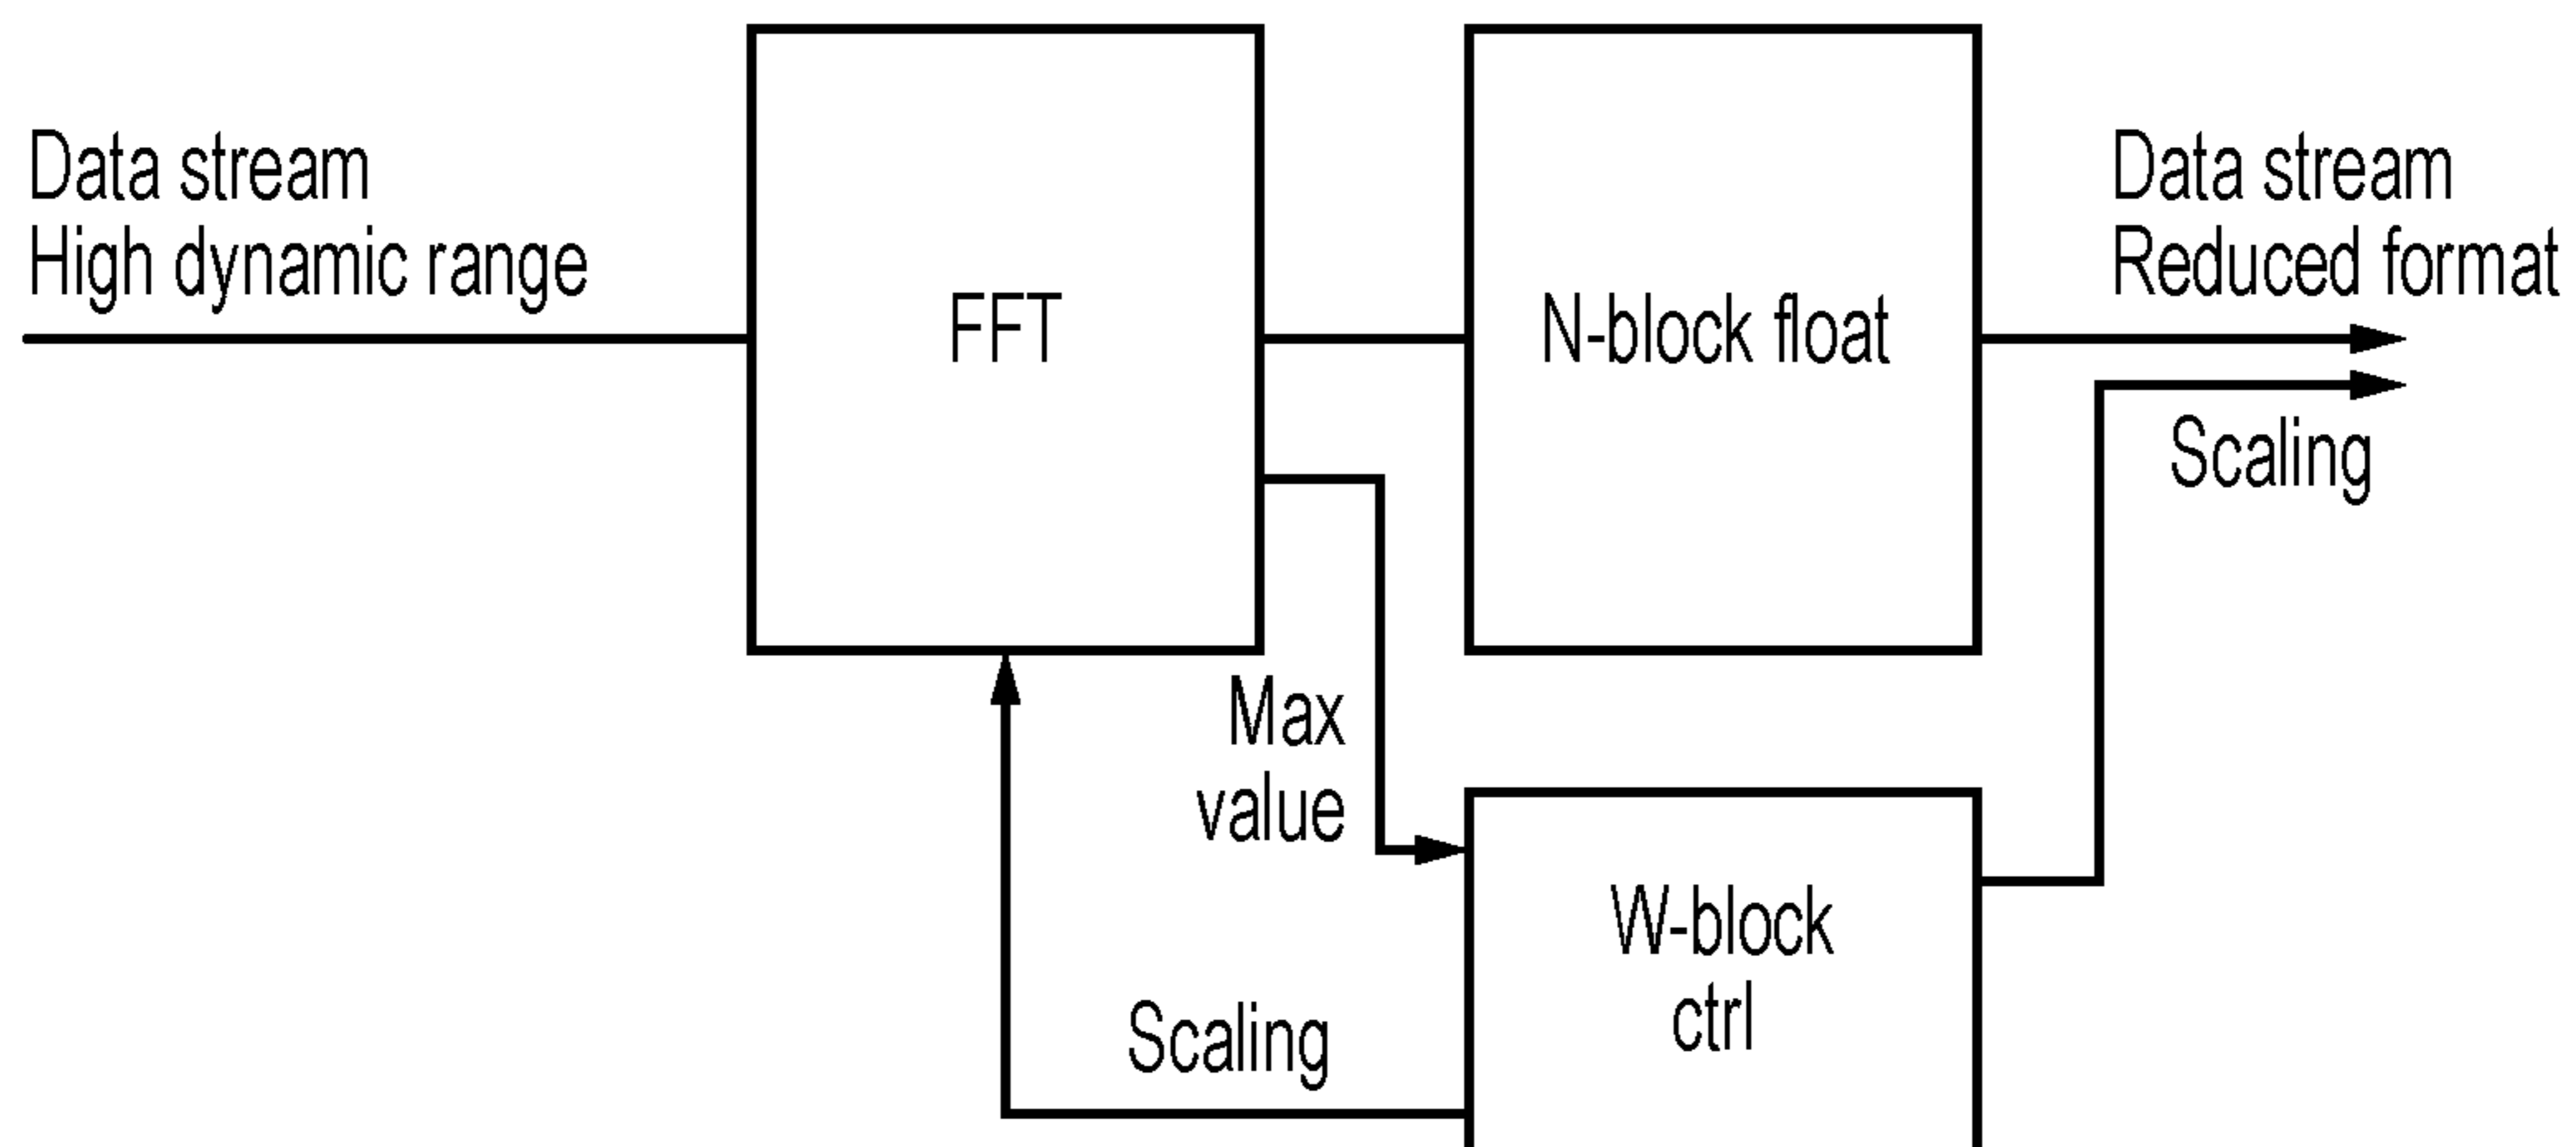 Data stream
High dynamic range
FFT
N-block float
Data stream
Reduced format
Scaling
Max
value
W-block
ctrl
Scaling